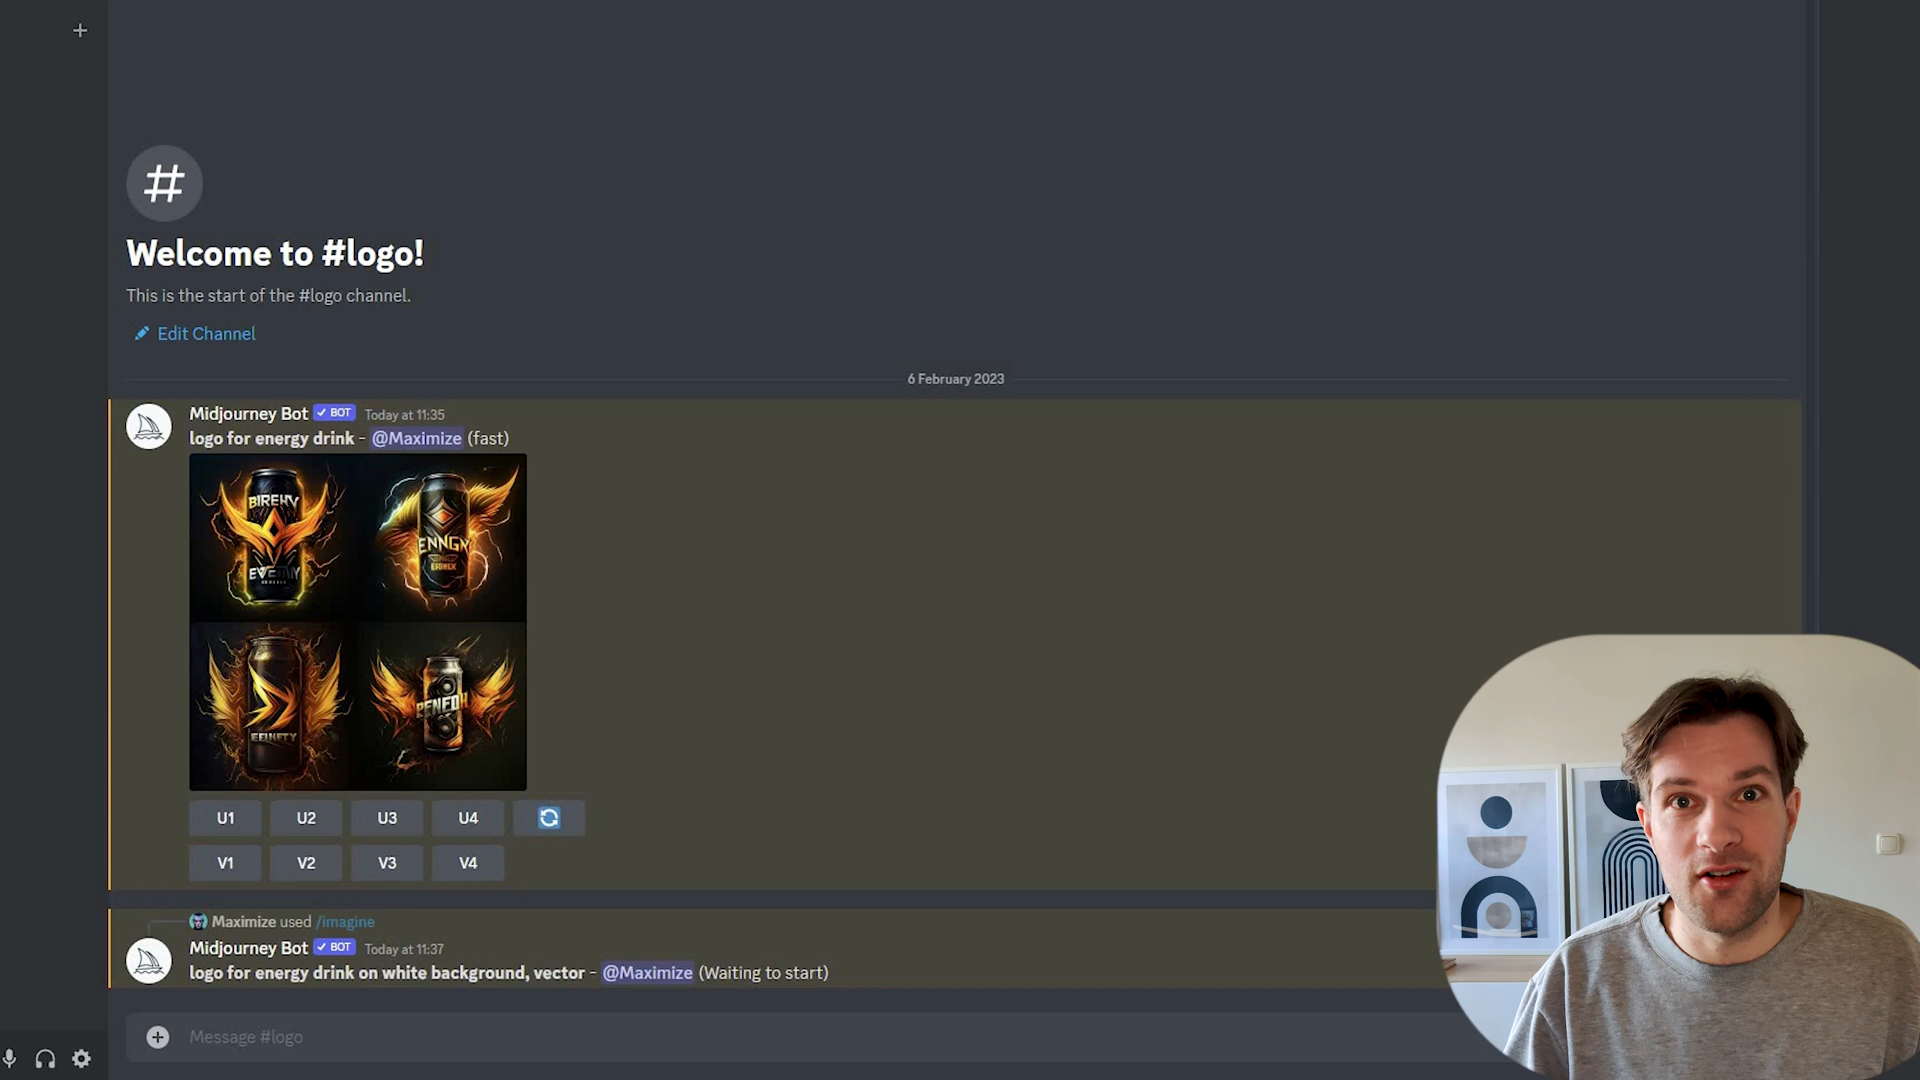 #
Welcome to #logo!
This is the start of the #logo channel.
Edit Channel
6 February 2023
Midjourney Bot ✓ BOT Today at 11:35
logo for energy drink - @Maximize (fast)
BIREHV
ENNGN
EEINFTY
U1 U2 U3 U4
V1 V2 V3 V4
Maximize used /imagine
Midjourney Bot ✓ BOT Today at 11:37
logo for energy drink on white background, vector - @Maximize (Waiting to start)
Message #logo